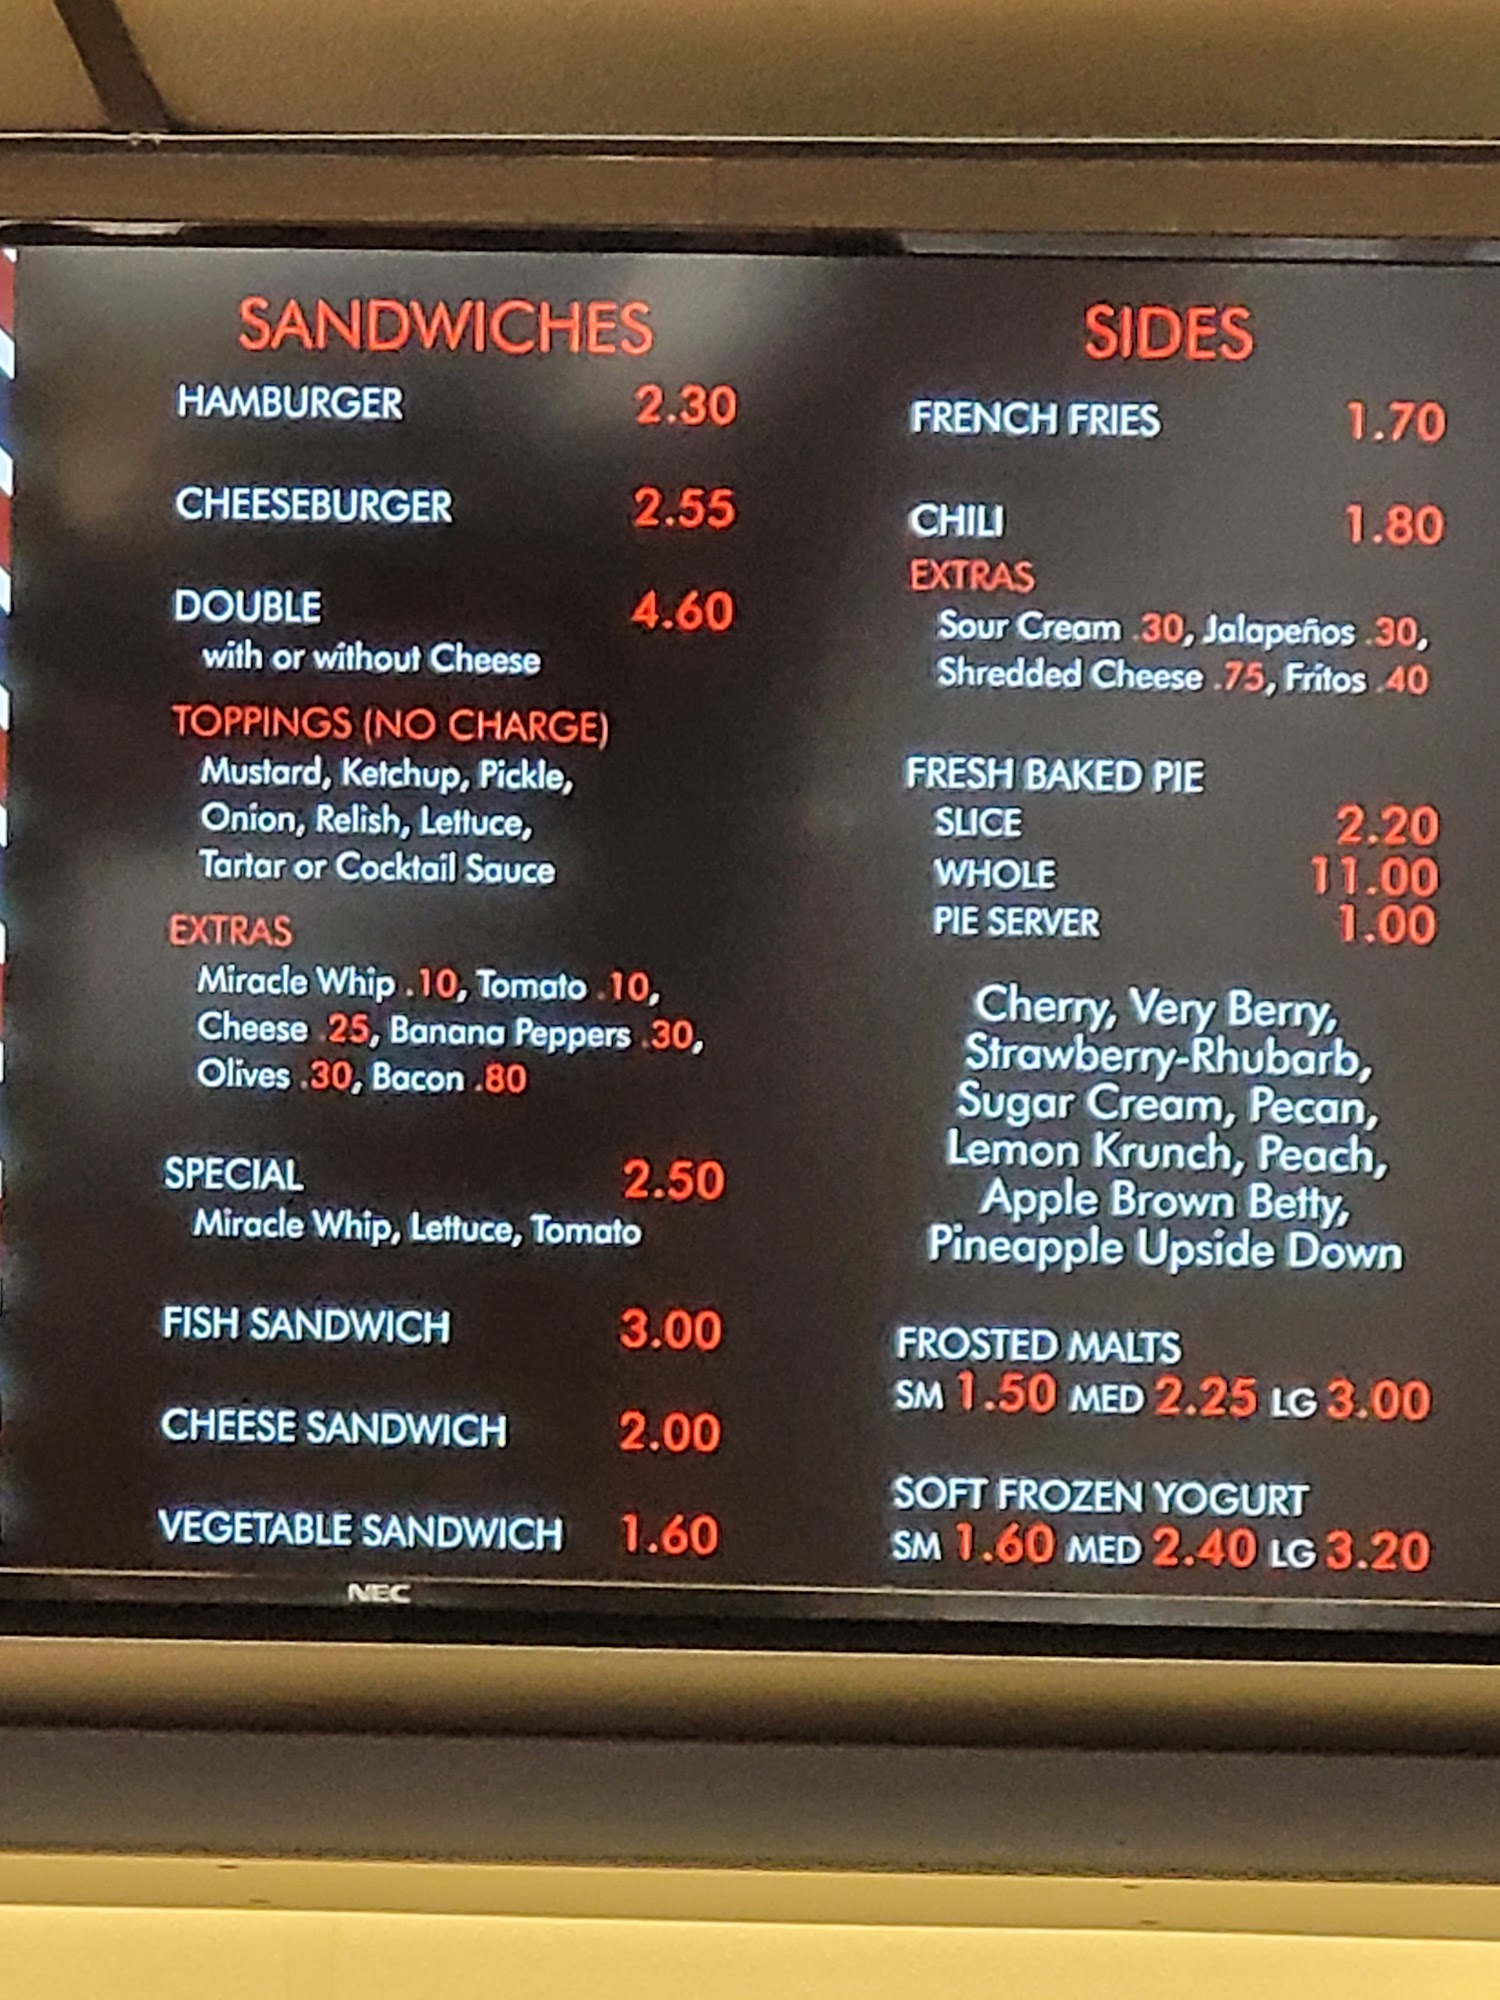 SANDWICHES
HAMBURGER 2.30
CHEESEBURGER 2.55
DOUBLE 4.60
with or without Cheese
TOPPINGS (NO CHARGE)
Mustard, Ketchup, Pickle,
Onion, Relish, Lettuce,
Tartar or Cocktail Sauce
EXTRAS
Miracle Whip .10, Tomato .10,
Cheese .25, Banana Peppers .30,
Olives .30, Bacon .80
SPECIAL 2.50
Miracle Whip, Lettuce, Tomato
FISH SANDWICH 3.00
CHEESE SANDWICH 2.00
VEGETABLE SANDWICH 1.60
SIDES
FRENCH FRIES 1.70
CHILI 1.80
EXTRAS
Sour Cream .30, Jalapeños .30,
Shredded Cheese .75, Fritos .40
FRESH BAKED PIE
SLICE 2.20
WHOLE 11.00
PIE SERVER 1.00
Cherry, Very Berry,
Strawberry-Rhubarb,
Sugar Cream, Pecan,
Lemon Krunch, Peach,
Apple Brown Betty,
Pineapple Upside Down
FROSTED MALTS
SM 1.50 MED 2.25 LG 3.00
SOFT FROZEN YOGURT
SM 1.60 MED 2.40 LG 3.20
NEC